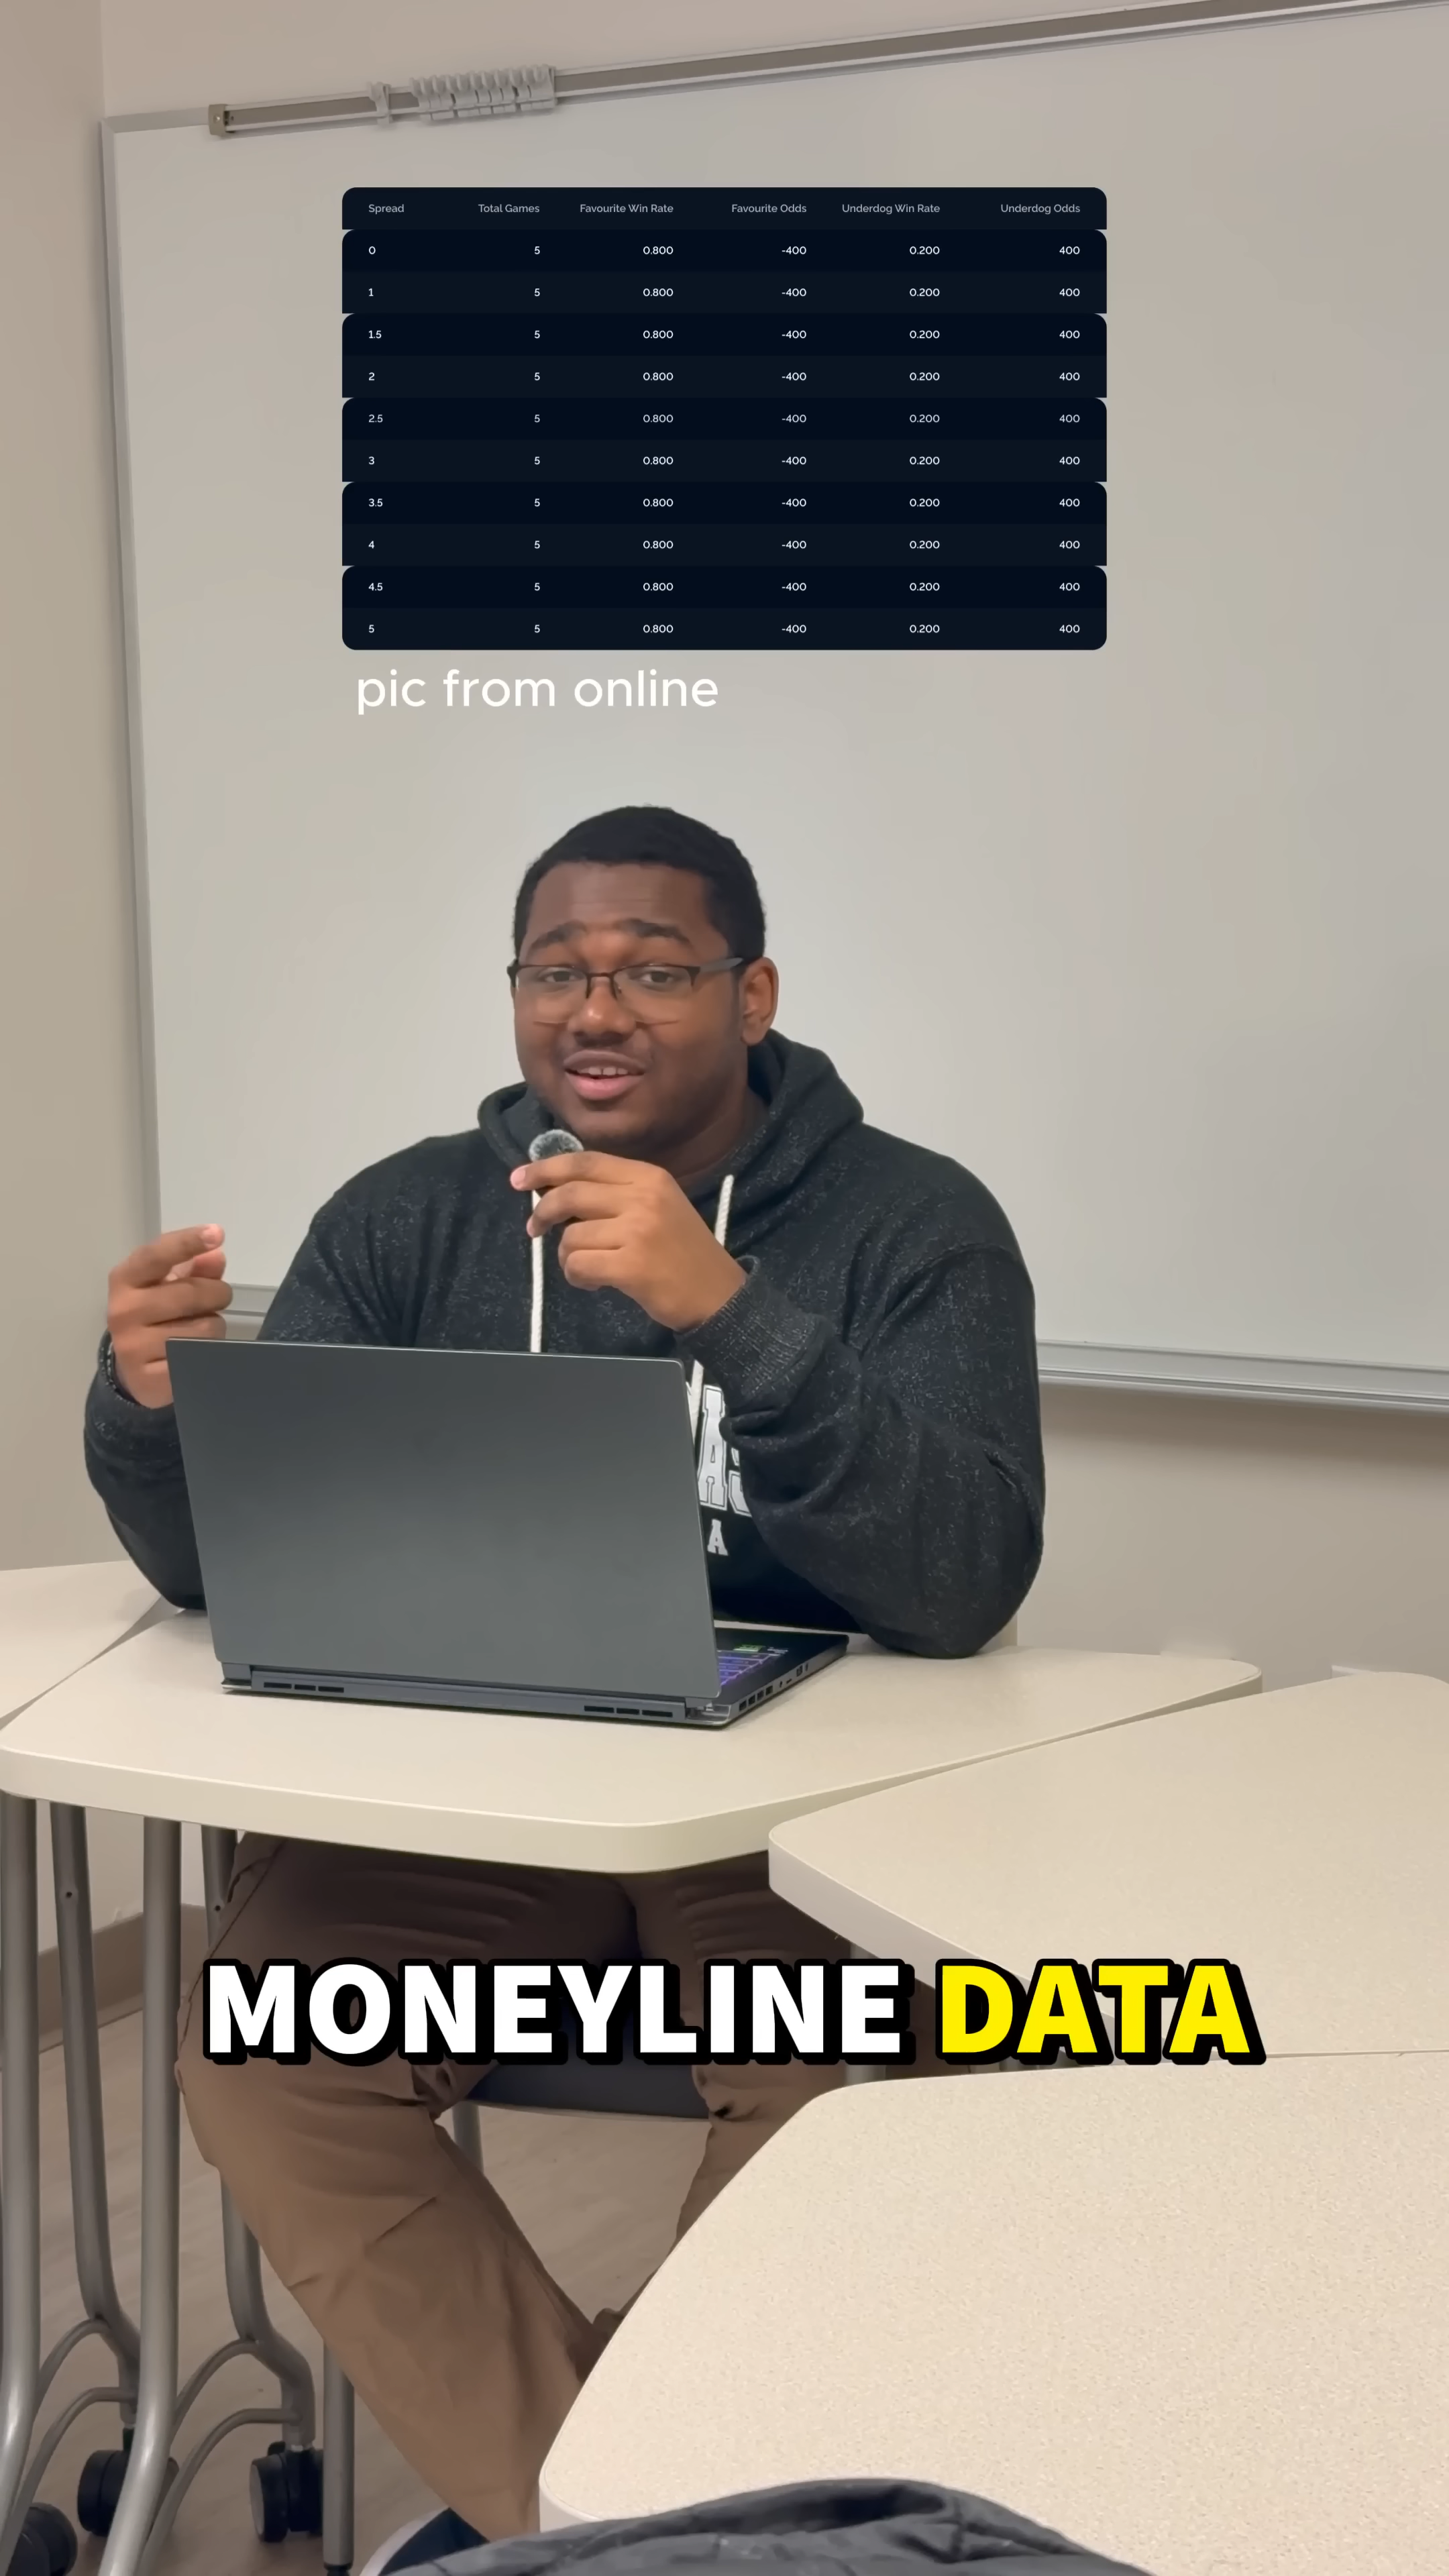 Spread Total Games Favourite Win Rate Favourite Odds Underdog Win Rate Underdog Odds
0 5 0.800 -400 0.200 400
1 5 0.800 -400 0.200 400
1.5 5 0.800 -400 0.200 400
2 5 0.800 -400 0.200 400
2.5 5 0.800 -400 0.200 400
3 5 0.800 -400 0.200 400
3.5 5 0.800 -400 0.200 400
4 5 0.800 -400 0.200 400
4.5 5 0.800 -400 0.200 400
5 5 0.800 -400 0.200 400
pic from online
A
MONEYLINE DATA